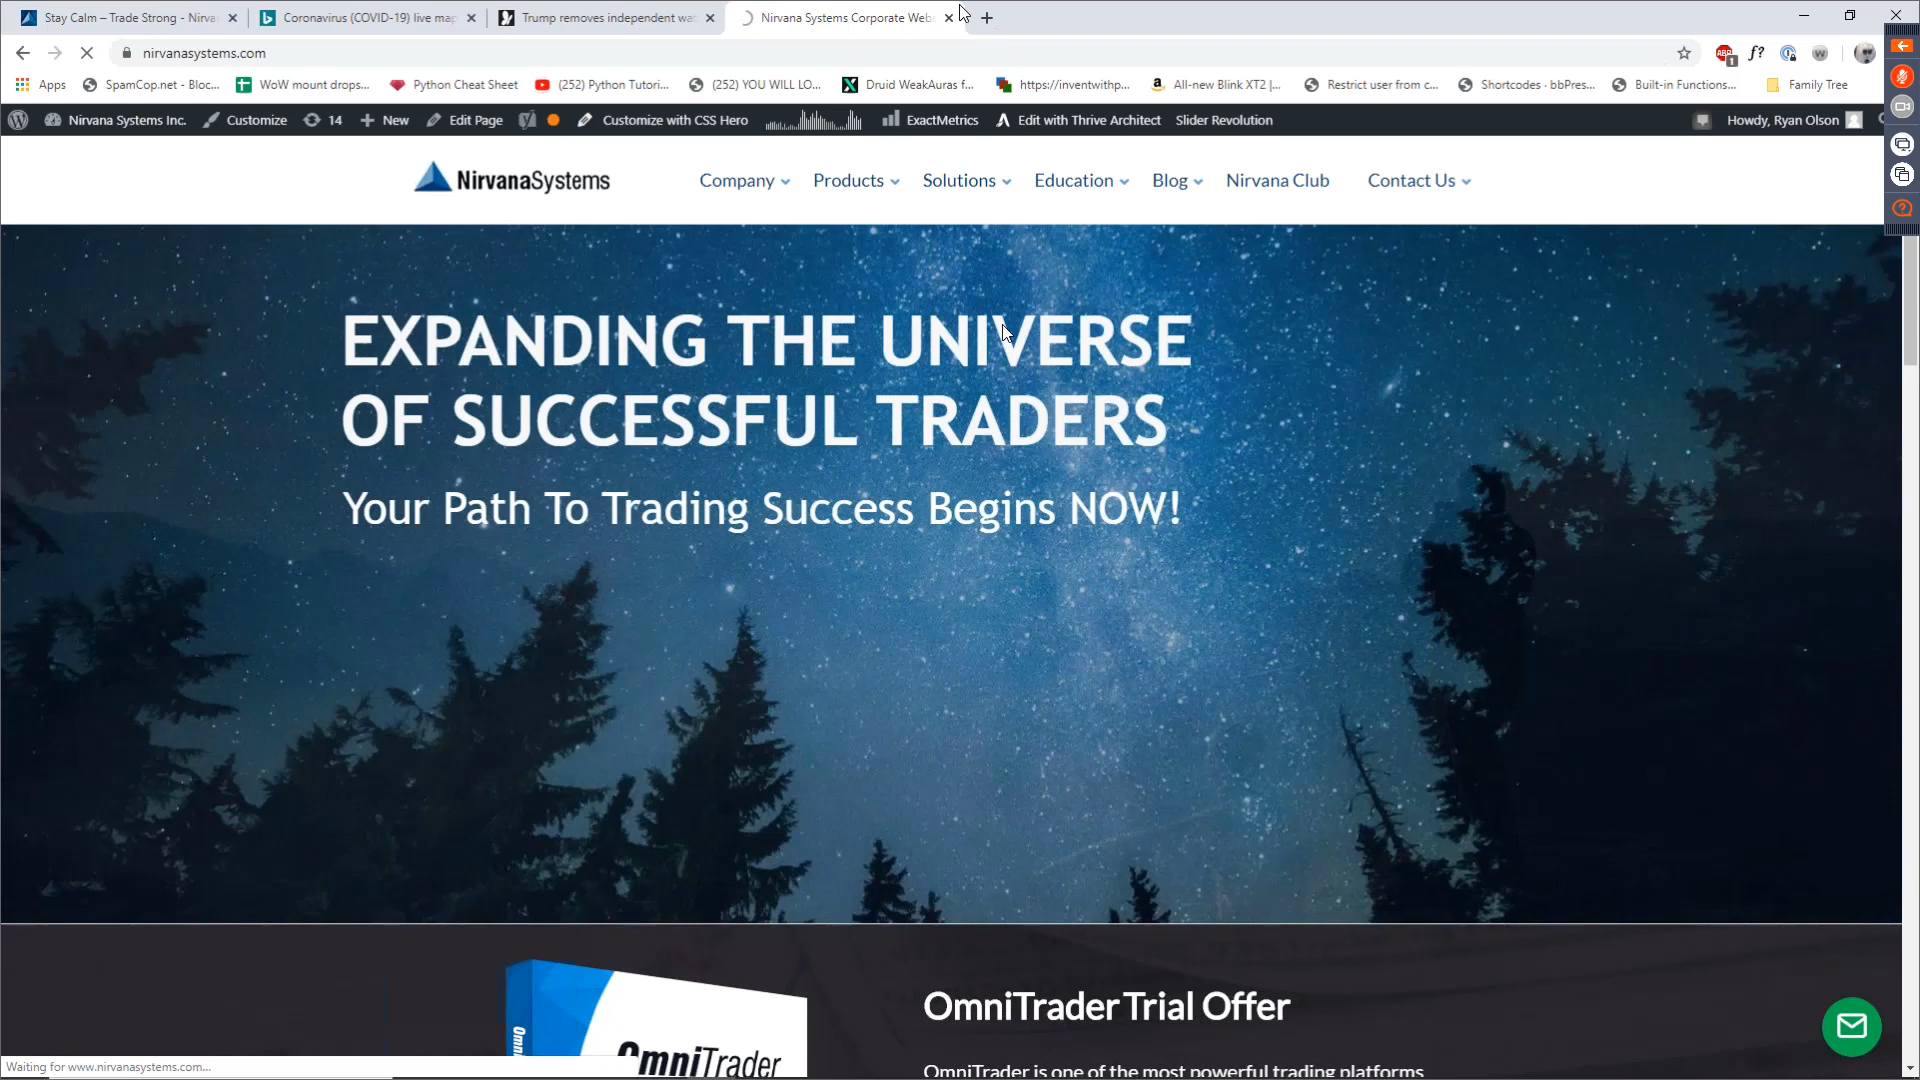 Stay Calm – Trade Strong - Nirva
Coronavirus (COVID-19) live map
Trump removes independent wat
Nirvana Systems Corporate Webs
nirvanasystems.com
Apps
SpamCop.net - Bloc...
WoW mount drops...
Python Cheat Sheet
(252) Python Tutori...
(252) YOU WILL LO...
Druid WeakAuras f...
https://inventwithp...
All-new Blink XT2 |...
Restrict user from c...
Shortcodes - bbPres...
Built-in Functions...
Family Tree
Nirvana Systems Inc.
Customize
14
New
Edit Page
Customize with CSS Hero
ExactMetrics
Edit with Thrive Architect
Slider Revolution
Howdy, Ryan Olson
NirvanaSystems
Company
Products
Solutions
Education
Blog
Nirvana Club
Contact Us
EXPANDING THE UNIVERSE
OF SUCCESSFUL TRADERS
Your Path To Trading Success Begins NOW!
OmniTrader Trial Offer
OmniTrader
OmniTrader is one of the most powerful trading platforms
Waiting for www.nirvanasystems.com...